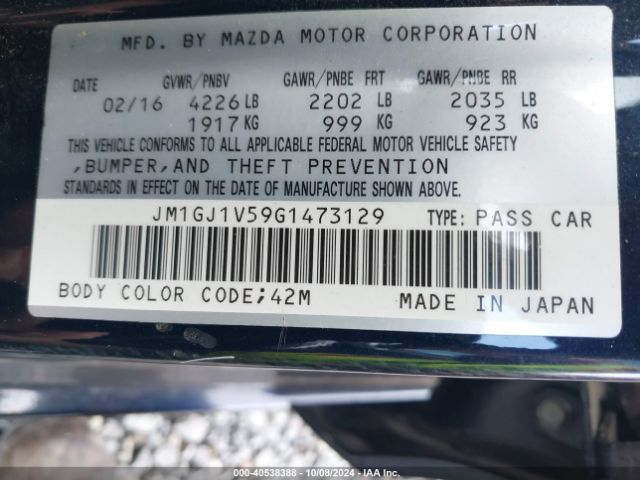 MFD. BY MAZDA MOTOR CORPORATION
DATE GVWR/PNBV GAWR/PNBE FRT GAWR/PNBE RR
02/16 4226 LB 2202 LB 2035 LB
1917 KG 999 KG 923 KG
THIS VEHICLE CONFORMS TO ALL APPLICABLE FEDERAL MOTOR VEHICLE SAFETY
,BUMPER,AND THEFT PREVENTION
STANDARDS IN EFFECT ON THE DATE OF MANUFACTURE SHOWN ABOVE.
JM1GJ1V59G1473129 TYPE: PASS CAR
BODY COLOR CODE;42M MADE IN JAPAN
000-40538388 - 10/08/2024 - IAA Inc.